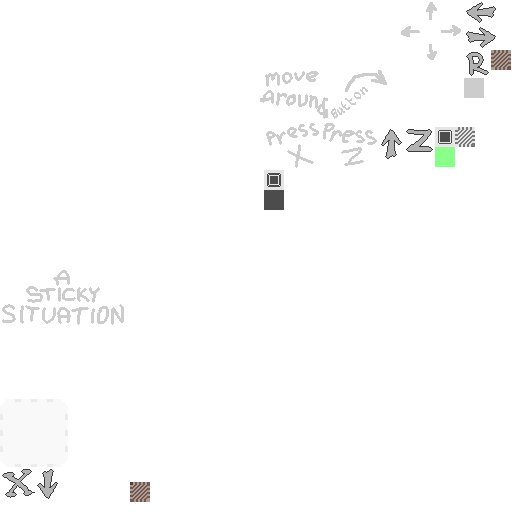 R
Move
Around
Button
Press Press
X Z
Z
A
STICKY
SITUATION
X